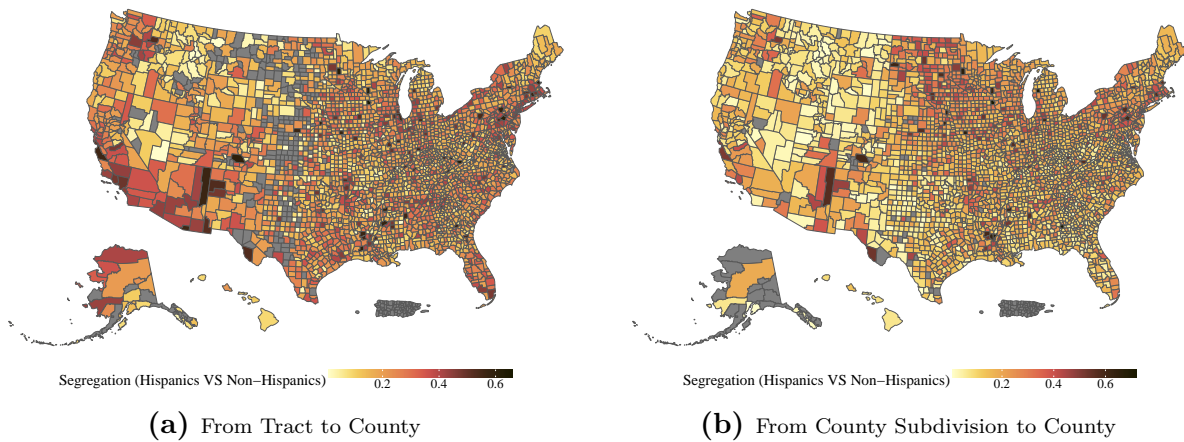 Segregation (Hispanics VS Non−Hispanics)
0.2 0.4 0.6
(a) From Tract to County
Segregation (Hispanics VS Non−Hispanics)
0.2 0.4 0.6
(b) From County Subdivision to County